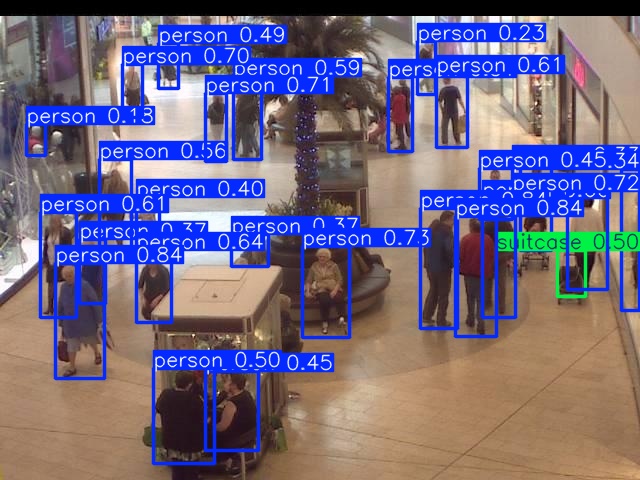 person 0.49
person 0.23
person 0.70
person 0.59
person 0.61
person 0.71
person 0.13
person 0.56
person 0.45
.34
person 0.72
person 0.40
person 0.61
person 0.84
person 0.37
person 0.37
person 0.64
person 0.73
suitcase 0.50
person 0.84
person 0.50
0.45